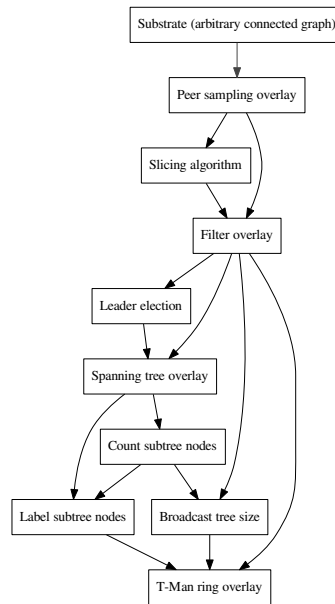 Substrate (arbitrary connected graph)
Peer sampling overlay
Slicing algorithm
Filter overlay
Leader election
Spanning tree overlay
Count subtree nodes
Label subtree nodes
Broadcast tree size
T-Man ring overlay